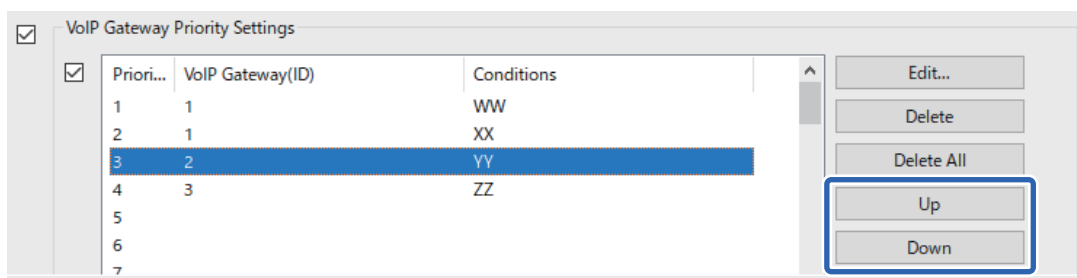 VoIP Gateway Priority Settings
Priori... VoIP Gateway(ID) Conditions
1 1 WW
2 1 XX
3 2 YY
4 3 ZZ
5
6
7
Edit...
Delete
Delete All
Up
Down